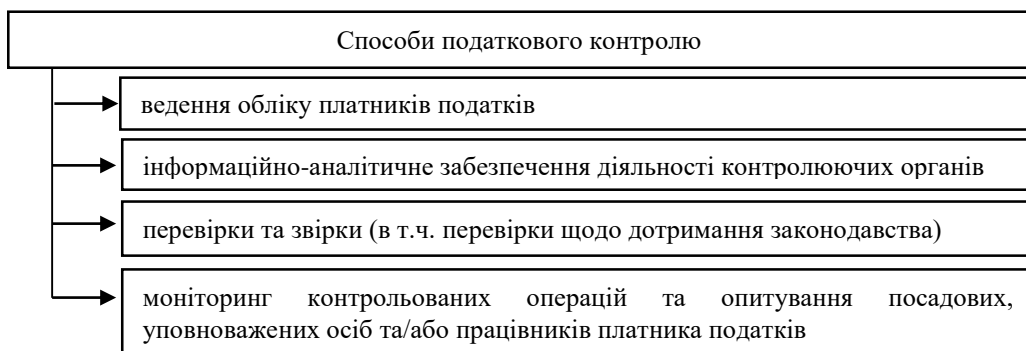 Способи податкового контролю
ведення обліку платників податків
інформаційно-аналітичне забезпечення діяльності контролюючих органів
перевірки та звірки (в т.ч. перевірки щодо дотримання законодавства)
моніторинг контрольованих операцій та опитування посадових,
уповноважених осіб та/або працівників платника податків